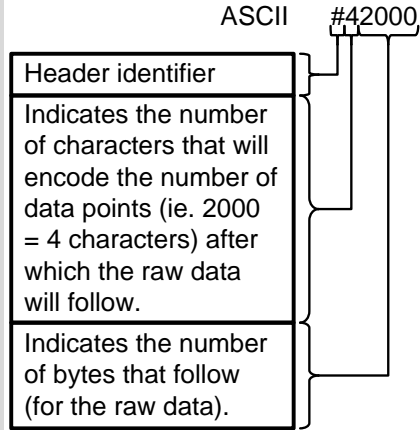 ASCII #42000
Header identifier
Indicates the number
of characters that will
encode the number of
data points (ie. 2000
= 4 characters) after
which the raw data
will follow.
Indicates the number
of bytes that follow
(for the raw data).